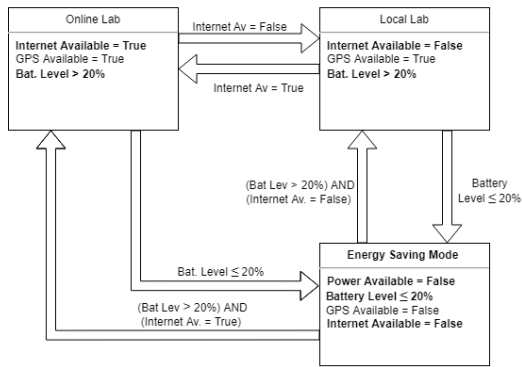 Online Lab
Internet Available = True
GPS Available = True
Bat. Level > 20%
Internet Av = False
Internet Av = True
Local Lab
Internet Available = False
GPS Available = True
Bat. Level > 20%
(Bat Lev > 20%) AND
(Internet Av. = False)
Battery
Level ≤ 20%
Bat. Level ≤ 20%
(Bat Lev > 20%) AND
(Internet Av. = True)
Energy Saving Mode
Power Available = False
Battery Level ≤ 20%
GPS Available = False
Internet Available = False